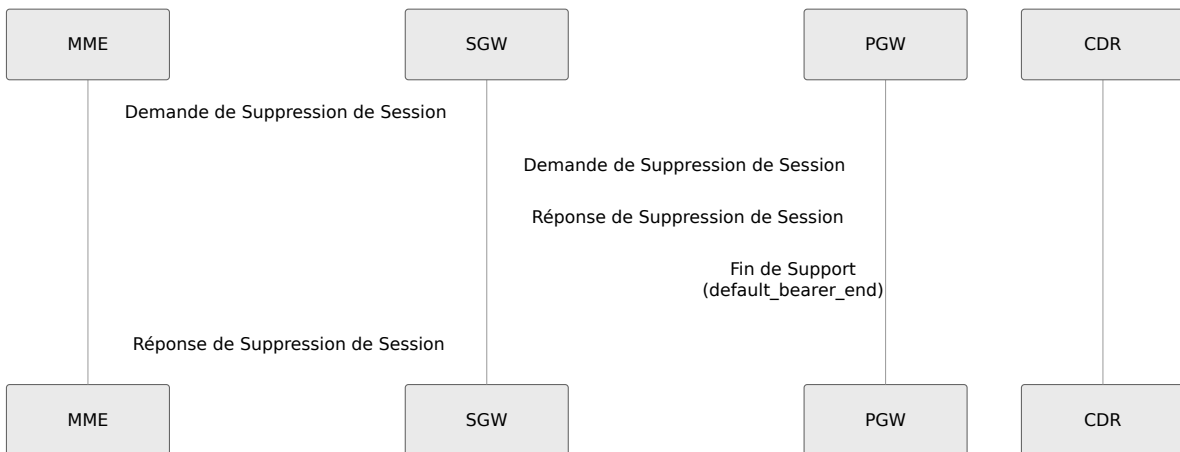 MME
SGW
PGW
CDR
Demande de Suppression de Session
Demande de Suppression de Session
Réponse de Suppression de Session
Fin de Support
(default_bearer_end)
Réponse de Suppression de Session
MME
SGW
PGW
CDR